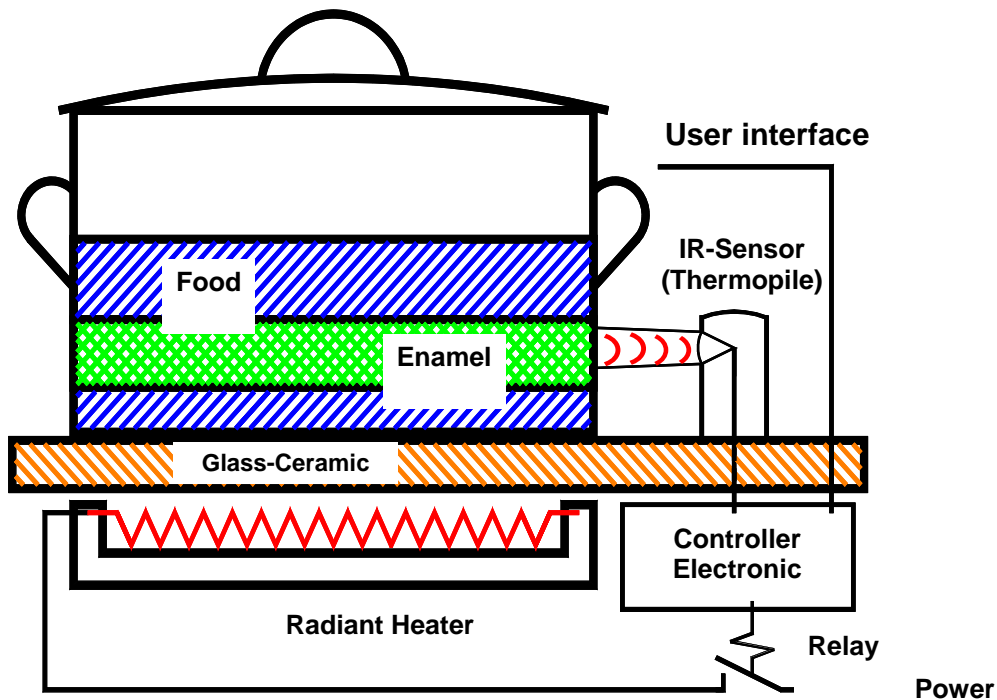 User interface
IR-Sensor
(Thermopile)
Food
Enamel
Glass-Ceramic
Controller
Electronic
Radiant Heater
Relay
Power